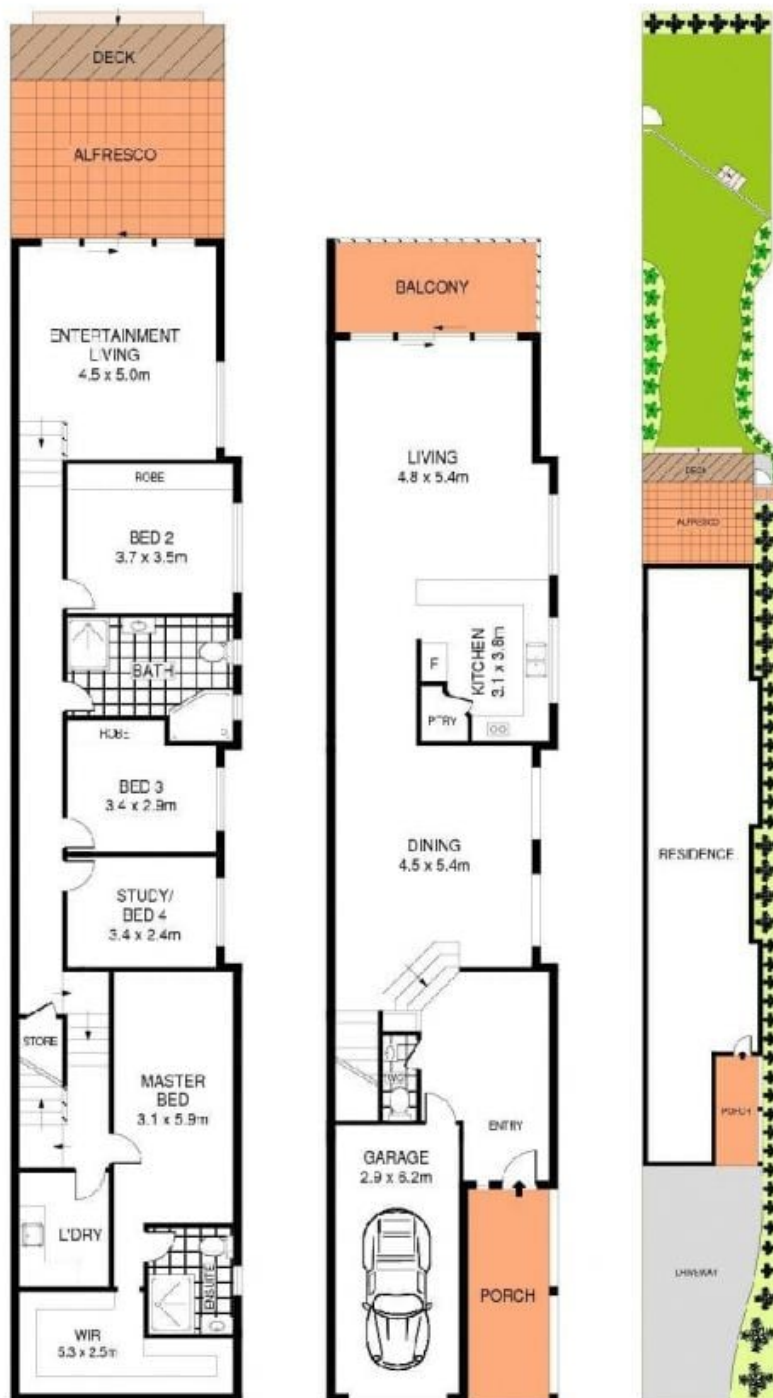 DECK
ALFRESCO
ENTERTAINMENT
LIVING
4.5 x 5.0m
ROBE
BED 2
3.7 x 3.5m
BATH
ROBE
BED 3
3.4 x 2.9m
STUDY/
BED 4
3.4 x 2.4m
STORE
MASTER
BED
3.1 x 5.9m
L'DRY
ENSUITE
WIR
5.3 x 2.5m
BALCONY
LIVING
4.8 x 5.4m
KITCHEN
3.1 x 3.8m
F
PTRY
DINING
4.5 x 5.4m
ENTRY
GARAGE
2.9 x 6.2m
PORCH
DECK
ALFRESCO
RESIDENCE
PORCH
DRIVEWAY